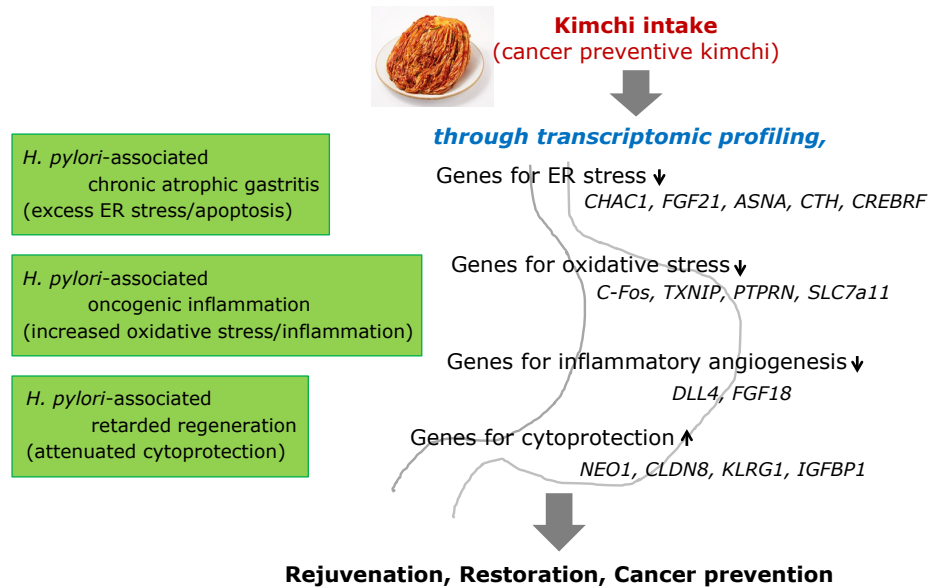 Kimchi intake
(cancer preventive kimchi)
through transcriptomic profiling,
H. pylori-associated
chronic atrophic gastritis
(excess ER stress/apoptosis)
Genes for ER stress ↓
CHAC1, FGF21, ASNA, CTH, CREBRF
H. pylori-associated
oncogenic inflammation
(increased oxidative stress/inflammation)
Genes for oxidative stress ↓
C-Fos, TXNIP, PTPRN, SLC7a11
Genes for inflammatory angiogenesis ↓
DLL4, FGF18
H. pylori-associated
retarded regeneration
(attenuated cytoprotection)
Genes for cytoprotection ↑
NEO1, CLDN8, KLRG1, IGFBP1
Rejuvenation, Restoration, Cancer prevention